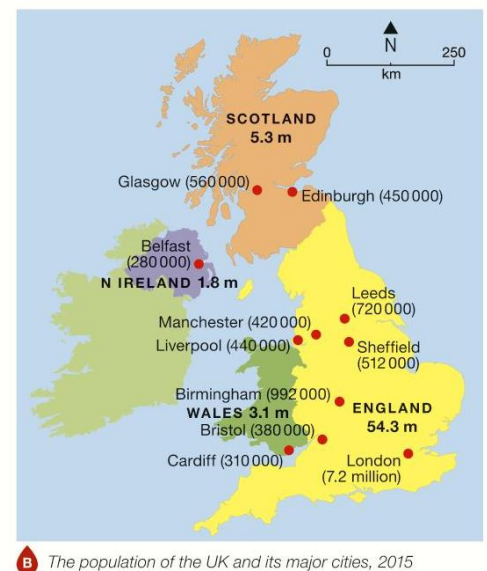 N
0 250
km
SCOTLAND
5.3 m
Glasgow (560 000)
Edinburgh (450 000)
Belfast
(280 000)
N IRELAND 1.8 m
Leeds
(720 000)
Manchester (420 000)
Liverpool (440 000)
Sheffield
(512 000)
Birmingham (992 000)
WALES 3.1 m
ENGLAND
54.3 m
Bristol (380 000)
Cardiff (310 000)
London
(7.2 million)
B The population of the UK and its major cities, 2015